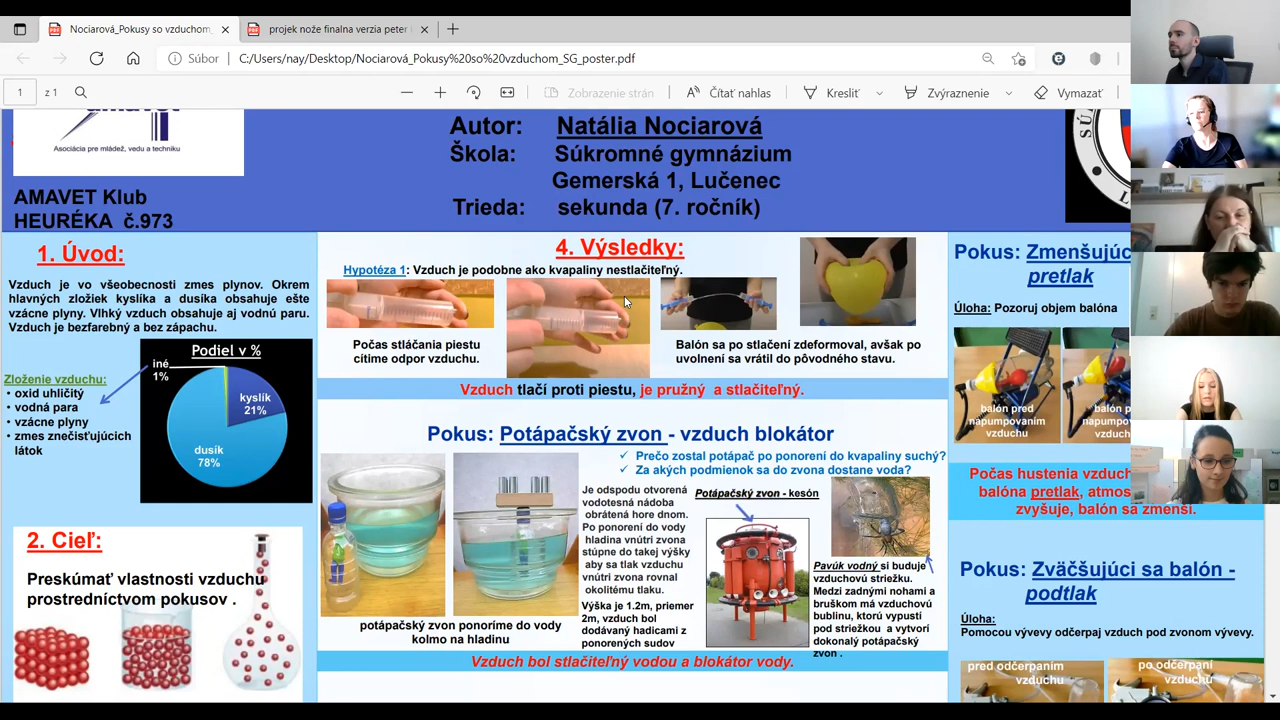 Nociarová_Pokusy so vzduchom_
projek nože finalna verzia peter
Súbor
C:/Users/nay/Desktop/Nociarová_Pokusy%20so%20vzduchom_SG_poster.pdf
1
z 1
Zobrazenie strán
Čítať nahlas
Kresliť
Zvýraznenie
Vymazať
Asociácia pre mládež, vedu a techniku
AMAVET Klub
HEURÉKA č.973
Autor: Natália Nociarová
Škola: Súkromné gymnázium
Gemerská 1, Lučenec
Trieda: sekunda (7. ročník)
1. Úvod:
Vzduch je vo všeobecnosti zmes plynov. Okrem
hlavných zložiek kyslíka a dusíka obsahuje ešte
vzácne plyny. Vlhký vzduch obsahuje aj vodnú paru.
Vzduch je bezfarebný a bez zápachu.
Zloženie vzduchu:
• oxid uhličitý
• vodná para
• vzácne plyny
• zmes znečisťujúcich
látok
Podiel v %
iné
1%
kyslík
21%
dusík
78%
2. Cieľ:
Preskúmať vlastnosti vzduchu
prostredníctvom pokusov .
4. Výsledky:
Hypotéza 1: Vzduch je podobne ako kvapaliny nestlačiteľný.
Počas stláčania piestu
cítime odpor vzduchu.
Balón sa po stlačení zdeformoval, avšak po
uvolnení sa vrátil do pôvodného stavu.
Vzduch tlačí proti piestu, je pružný a stlačiteľný.
Pokus: Potápačský zvon - vzduch blokátor
✓ Prečo zostal potápač po ponorení do kvapaliny suchý?
✓ Za akých podmienok sa do zvona dostane voda?
Je odspodu otvorená
vodotesná nádoba
obrátená hore dnom.
Po ponorení do vody
hladina vnútri zvona
stúpne do takej výšky
aby sa tlak vzduchu
vnútri zvona rovnal
okolitému tlaku.
Výška je 1.2m, priemer
2m, vzduch bol
dodávaný hadicami z
ponorených sudov
Potápačský zvon - kesón
Pavúk vodný si buduje
vzduchovú striežku.
Medzi zadnými nohami a
bruškom má vzduchovú
bublinu, ktorú vypustí
pod striežkou a vytvorí
dokonalý potápačský
zvon .
potápačský zvon ponoríme do vody
kolmo na hladinu
Vzduch bol stlačiteľný vodou a blokátor vody.
Pokus: Zmenšujúc
pretlak
Úloha: Pozoruj objem balóna
balón pred
napumpovaním
vzduchu
balón p
napumpov
vzduch
Počas hustenia vzduch
balóna pretlak, atmos
zvyšuje, balón sa zmenší.
Pokus: Zväčšujúci sa balón -
podtlak
Úloha:
Pomocou vývevy odčerpaj vzduch pod zvonom vývevy.
pred odčerpaním
vzduchu
po odčerpaní
vzduchu